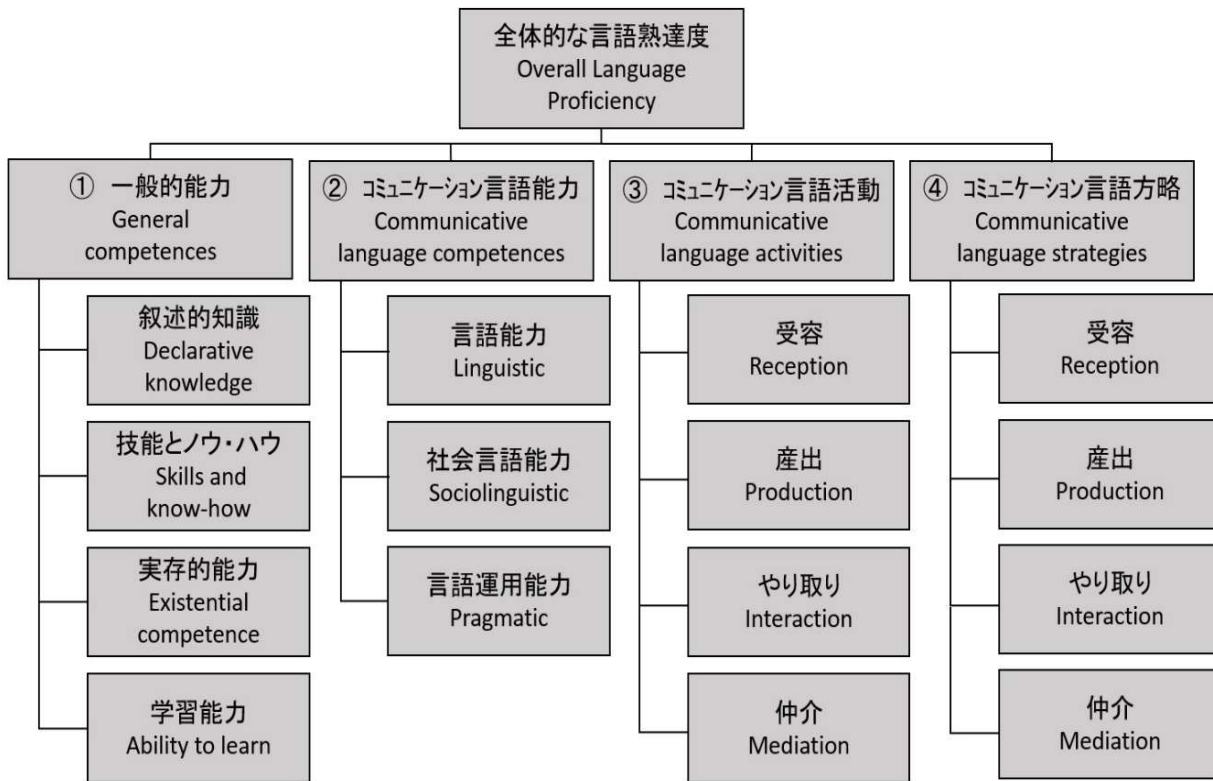 全体的な言語熟達度
Overall Language
Proficiency
① 一般的能力
General
competences
叙述的知識
Declarative
knowledge
技能とノウ・ハウ
Skills and
know-how
実存的能力
Existential
competence
学習能力
Ability to learn
② コミュニケーション言語能力
Communicative
language competences
言語能力
Linguistic
社会言語能力
Sociolinguistic
言語運用能力
Pragmatic
③ コミュニケーション言語活動
Communicative
language activities
受容
Reception
産出
Production
やり取り
Interaction
仲介
Mediation
④ コミュニケーション言語方略
Communicative
language strategies
受容
Reception
産出
Production
やり取り
Interaction
仲介
Mediation